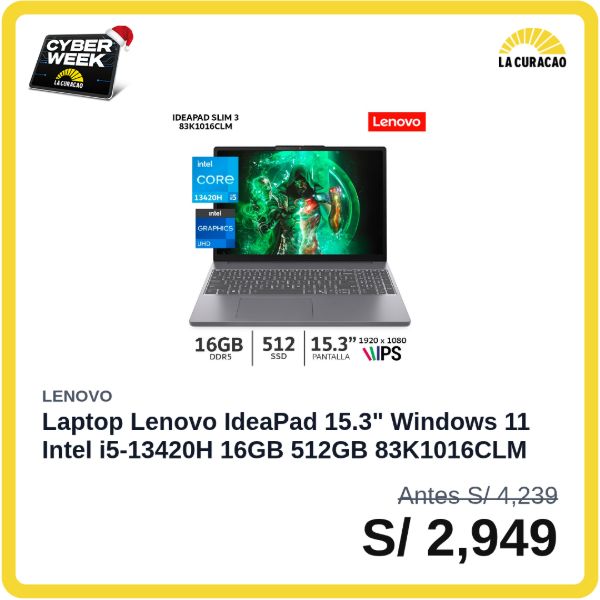 CYBER
WEEK
LA CURACAO
LA CURACAO
IDEAPAD SLIM 3
83K1016CLM
Lenovo
intel
CORE
13420H i5
intel
GRAPHICS
UHD
16GB
DDR5
512
SSD
15.3”
PANTALLA
1920 x 1080
IPS
LENOVO
Laptop Lenovo IdeaPad 15.3" Windows 11
Intel i5-13420H 16GB 512GB 83K1016CLM
Antes S/ 4,239
S/ 2,949